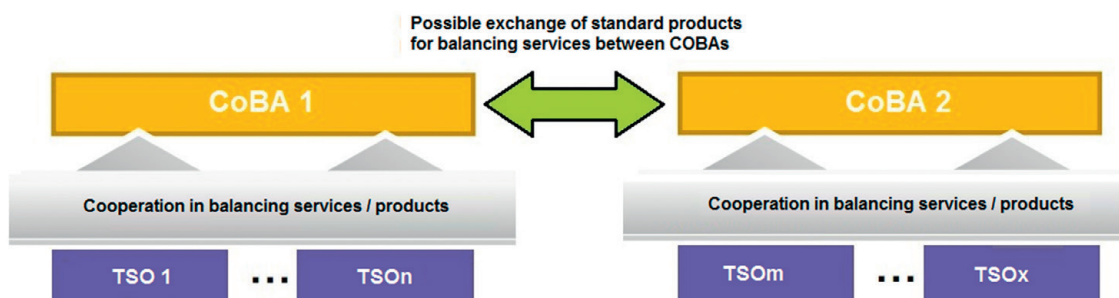 Possible exchange of standard products
for balancing services between COBAs
CoBA 1
CoBA 2
Cooperation in balancing services / products
Cooperation in balancing services / products
TSO 1
...
TSOn
TSOm
...
TSOx